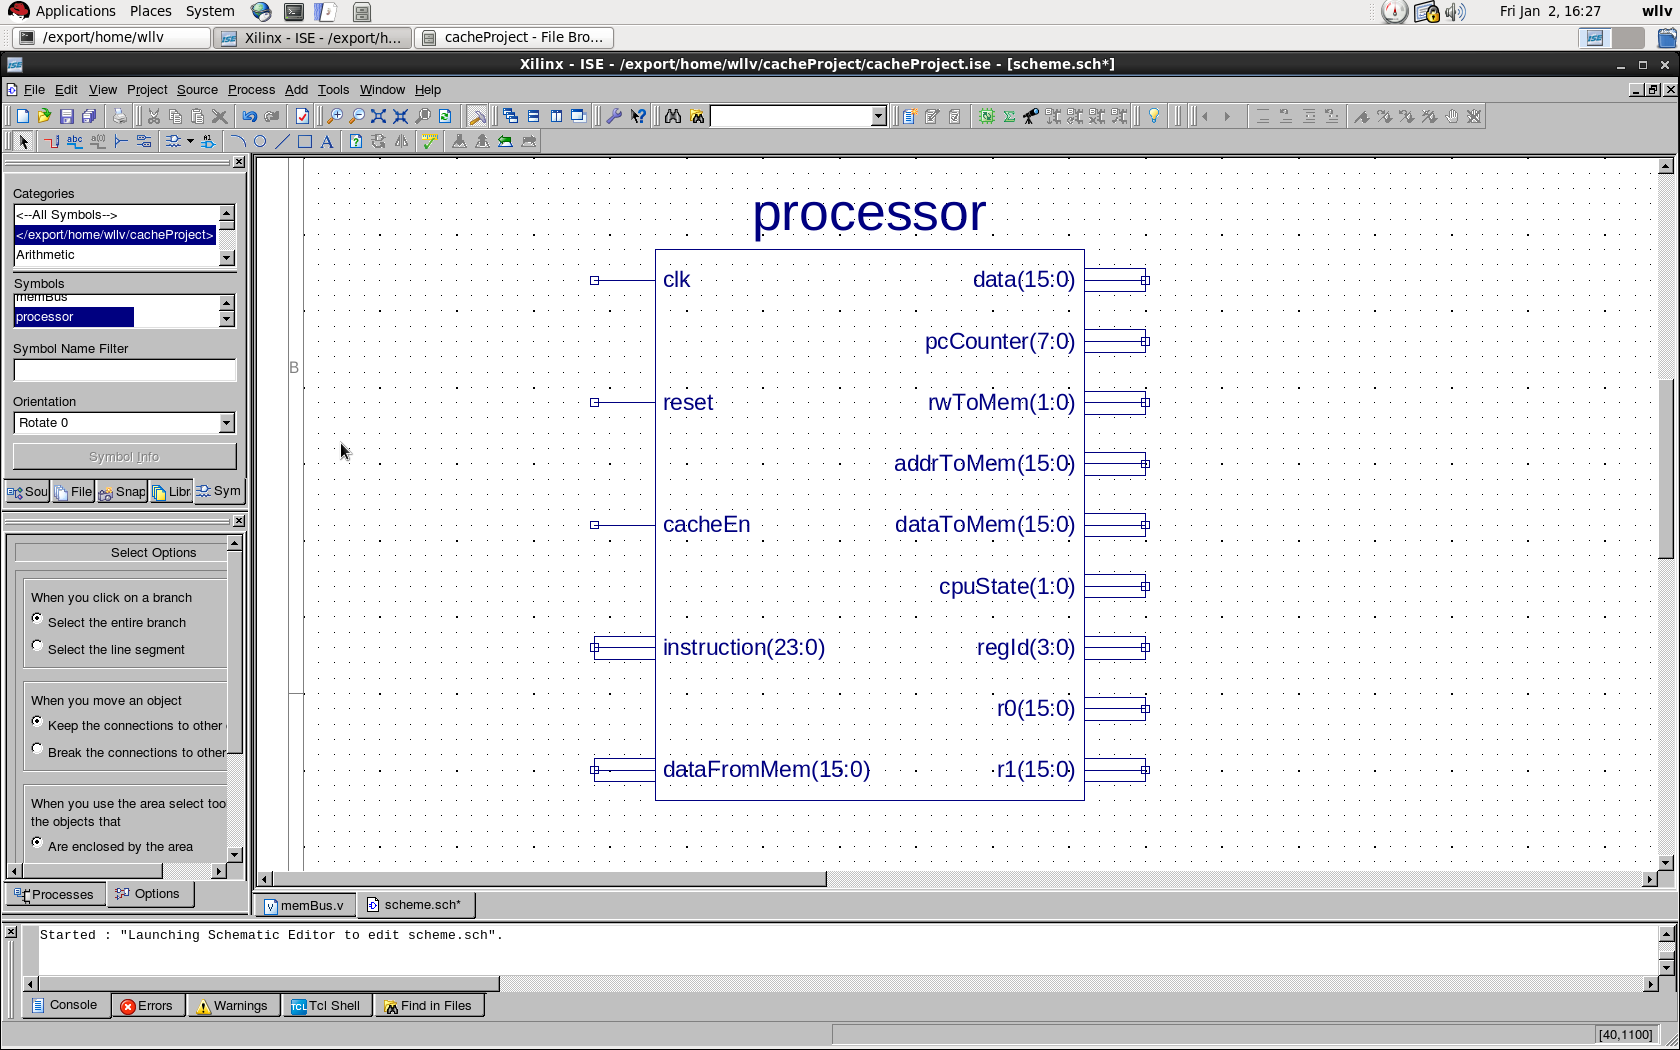 Applications Places System
Fri Jan 2, 16:27
wllv
/export/home/wllv
Xilinx - ISE - /export/h...
cacheProject - File Bro...
Xilinx - ISE - /export/home/wllv/cacheProject/cacheProject.ise - [scheme.sch*]
File Edit View Project Source Process Add Tools Window Help
Categories
<--All Symbols-->
</export/home/wllv/cacheProject>
Arithmetic
Symbols
memBus
processor
Symbol Name Filter
Orientation
Rotate 0
Symbol Info
Sou
File
Snap
Libr
Sym
Select Options
When you click on a branch
Select the entire branch
Select the line segment
When you move an object
Keep the connections to other
Break the connections to other
When you use the area select too
the objects that
Are enclosed by the area
Processes
Options
B
processor
clk
data(15:0)
pcCounter(7:0)
reset
rwToMem(1:0)
addrToMem(15:0)
cacheEn
dataToMem(15:0)
cpuState(1:0)
instruction(23:0)
regId(3:0)
r0(15:0)
dataFromMem(15:0)
r1(15:0)
memBus.v
scheme.sch*
Started : "Launching Schematic Editor to edit scheme.sch".
Console
Errors
Warnings
Tcl Shell
Find in Files
[40,1100]